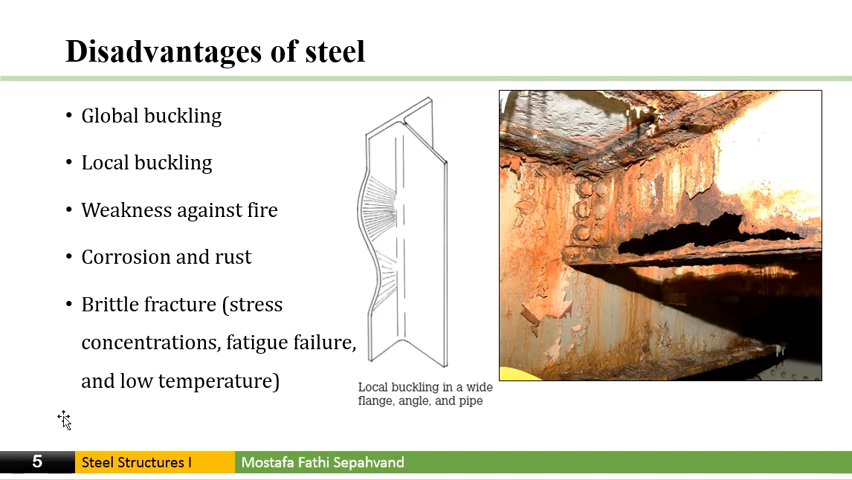 Disadvantages of steel
• Global buckling
• Local buckling
• Weakness against fire
• Corrosion and rust
• Brittle fracture (stress
concentrations, fatigue failure,
and low temperature)
Local buckling in a wide
flange, angle, and pipe
5
Steel Structures I
Mostafa Fathi Sepahvand